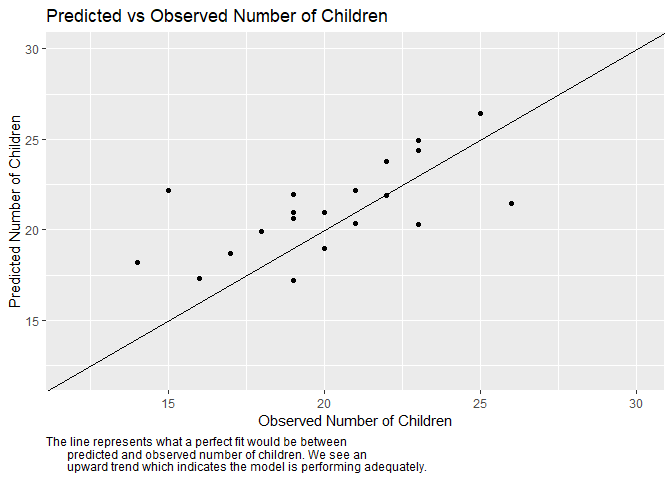 Predicted vs Observed Number of Children
Predicted Number of Children
30
25
20
15
15
20
25
30
Observed Number of Children
The line represents what a perfect fit would be between
predicted and observed number of children. We see an
upward trend which indicates the model is performing adequately.